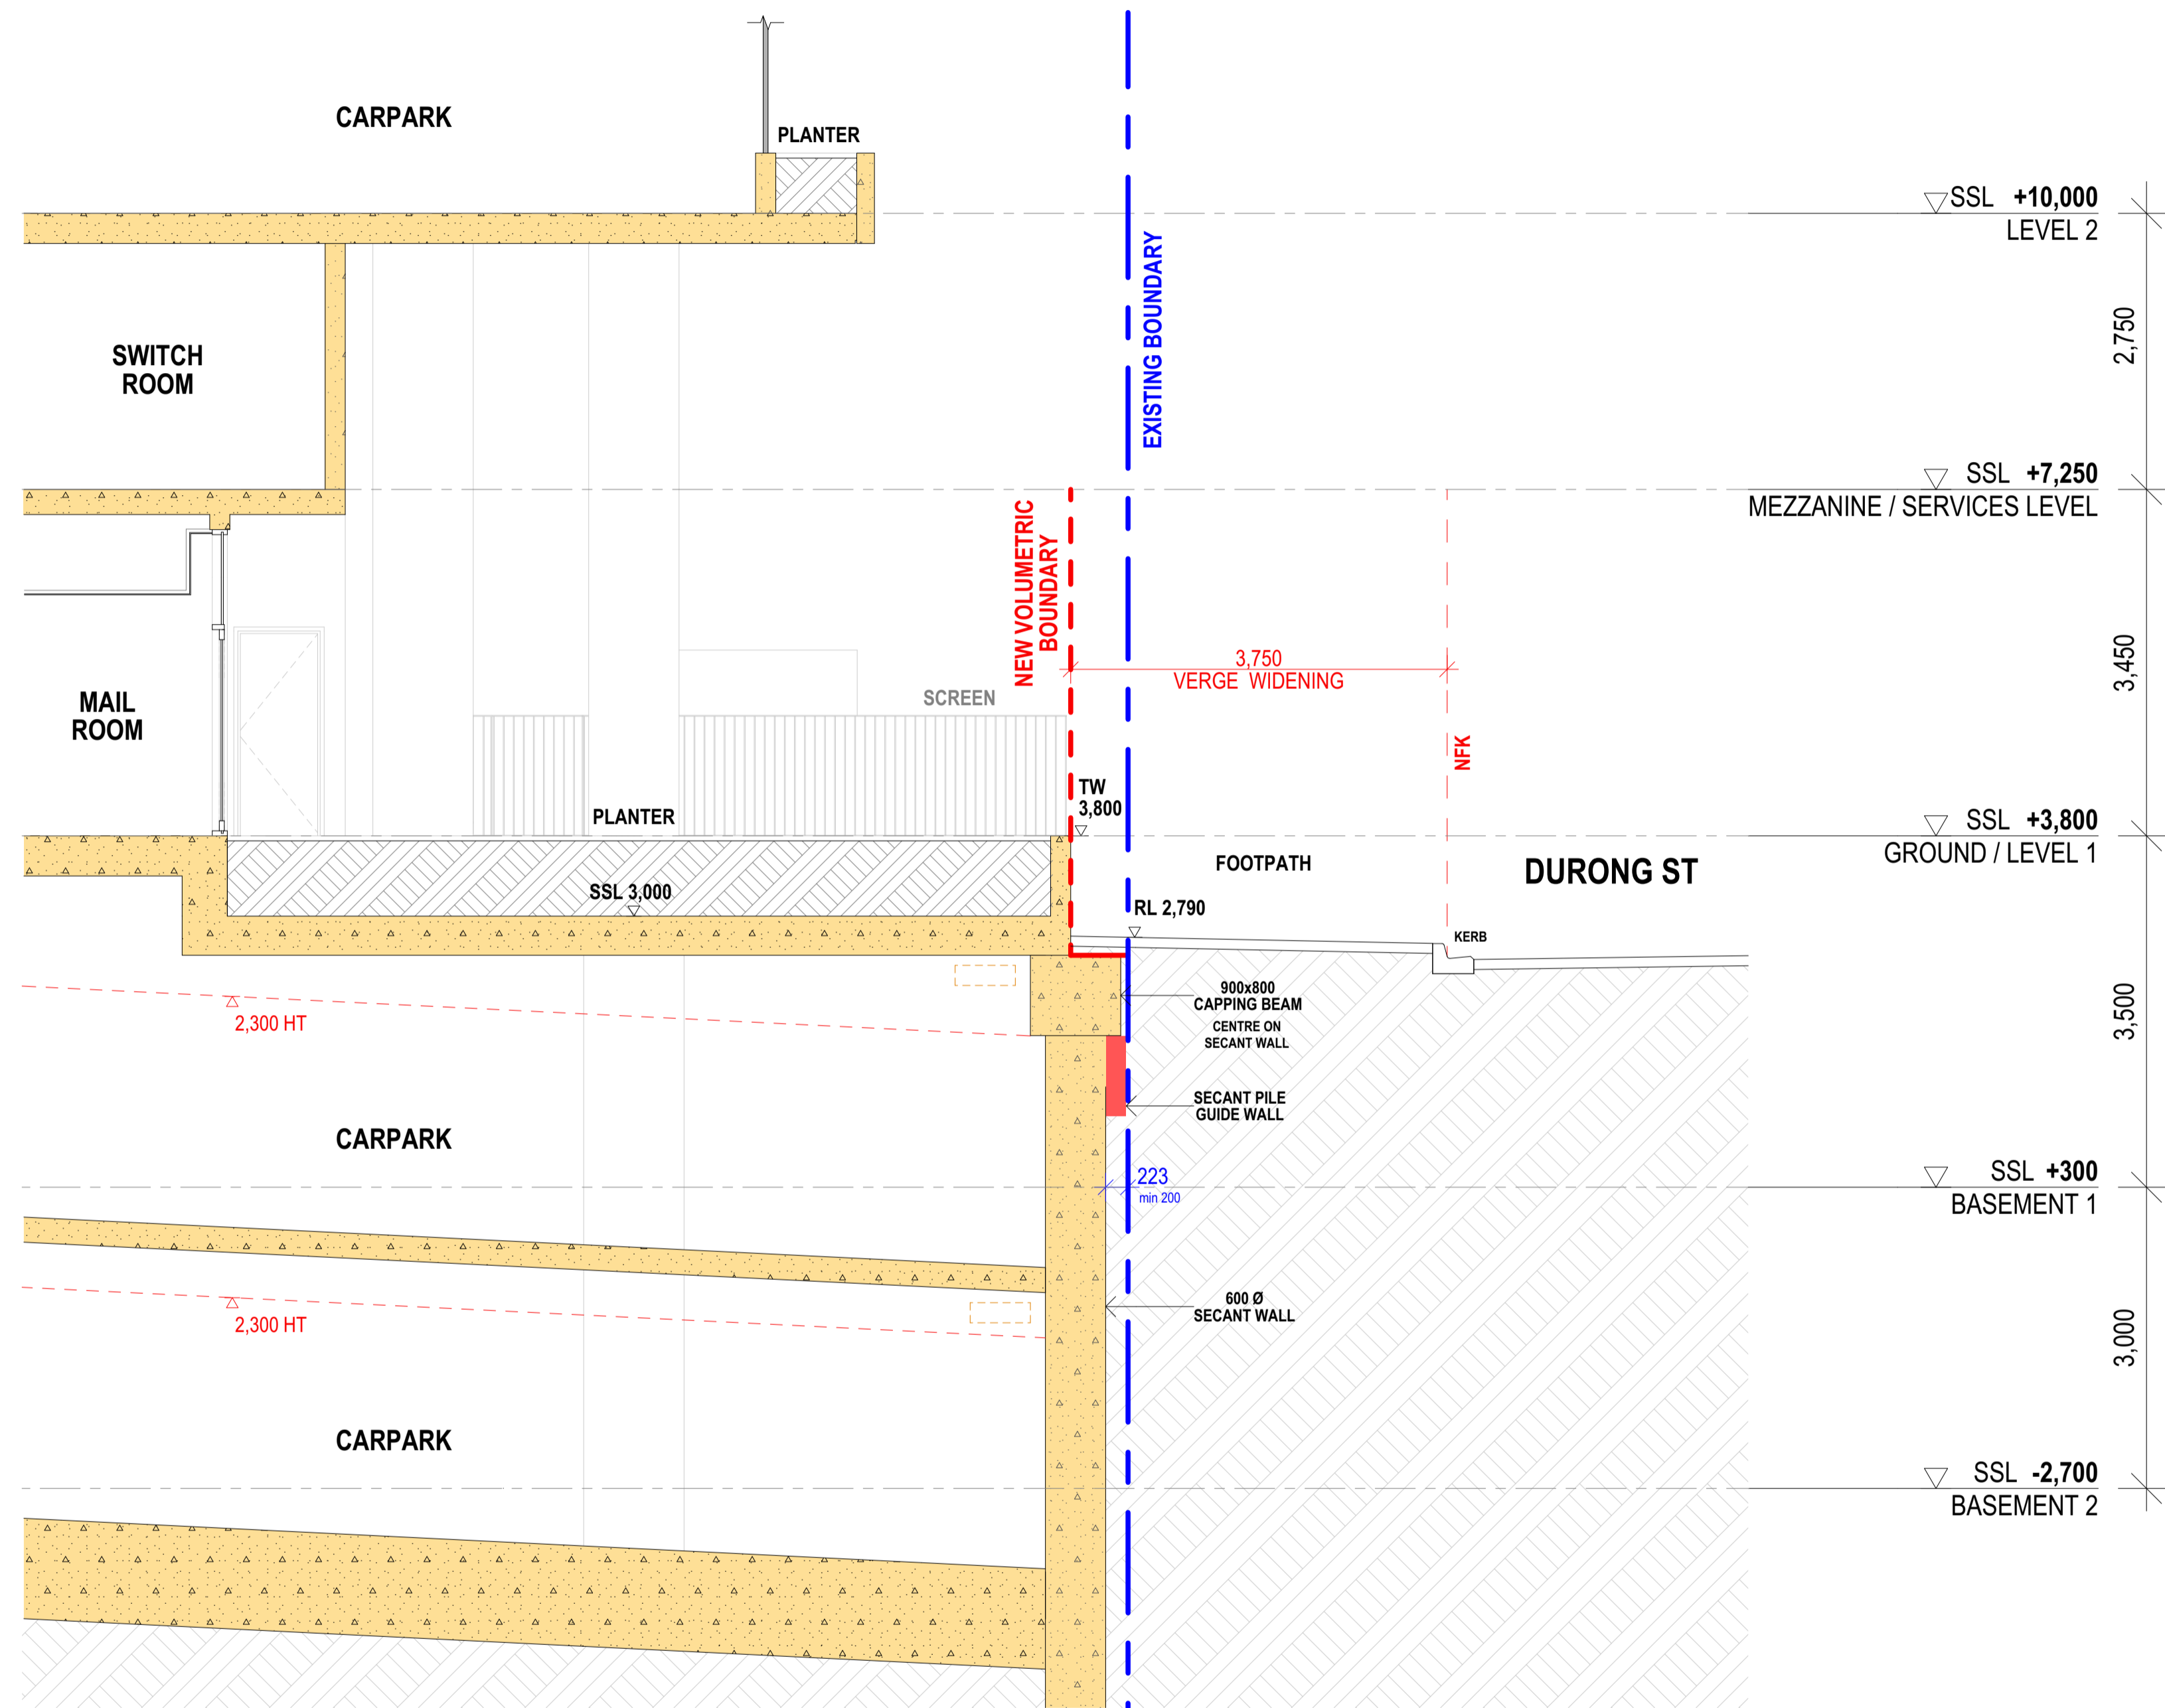 CARPARK
PLANTER
SSL +10,000
LEVEL 2
2,750
EXISTING BOUNDARY
SWITCH
ROOM
SSL +7,250
MEZZANINE / SERVICES LEVEL
NEW VOLUMETRIC
BOUNDARY
3,450
3,750
VERGE WIDENING
SCREEN
MAIL
ROOM
NFK
TW
3,800
PLANTER
SSL +3,800
GROUND / LEVEL 1
FOOTPATH
DURONG ST
SSL 3,000
RL 2,790
KERB
900x800
CAPPING BEAM
CENTRE ON
SECANT WALL
2,300 HT
3,500
SECANT PILE
GUIDE WALL
CARPARK
223
min 200
SSL +300
BASEMENT 1
600 Ø
SECANT WALL
2,300 HT
3,000
CARPARK
SSL -2,700
BASEMENT 2